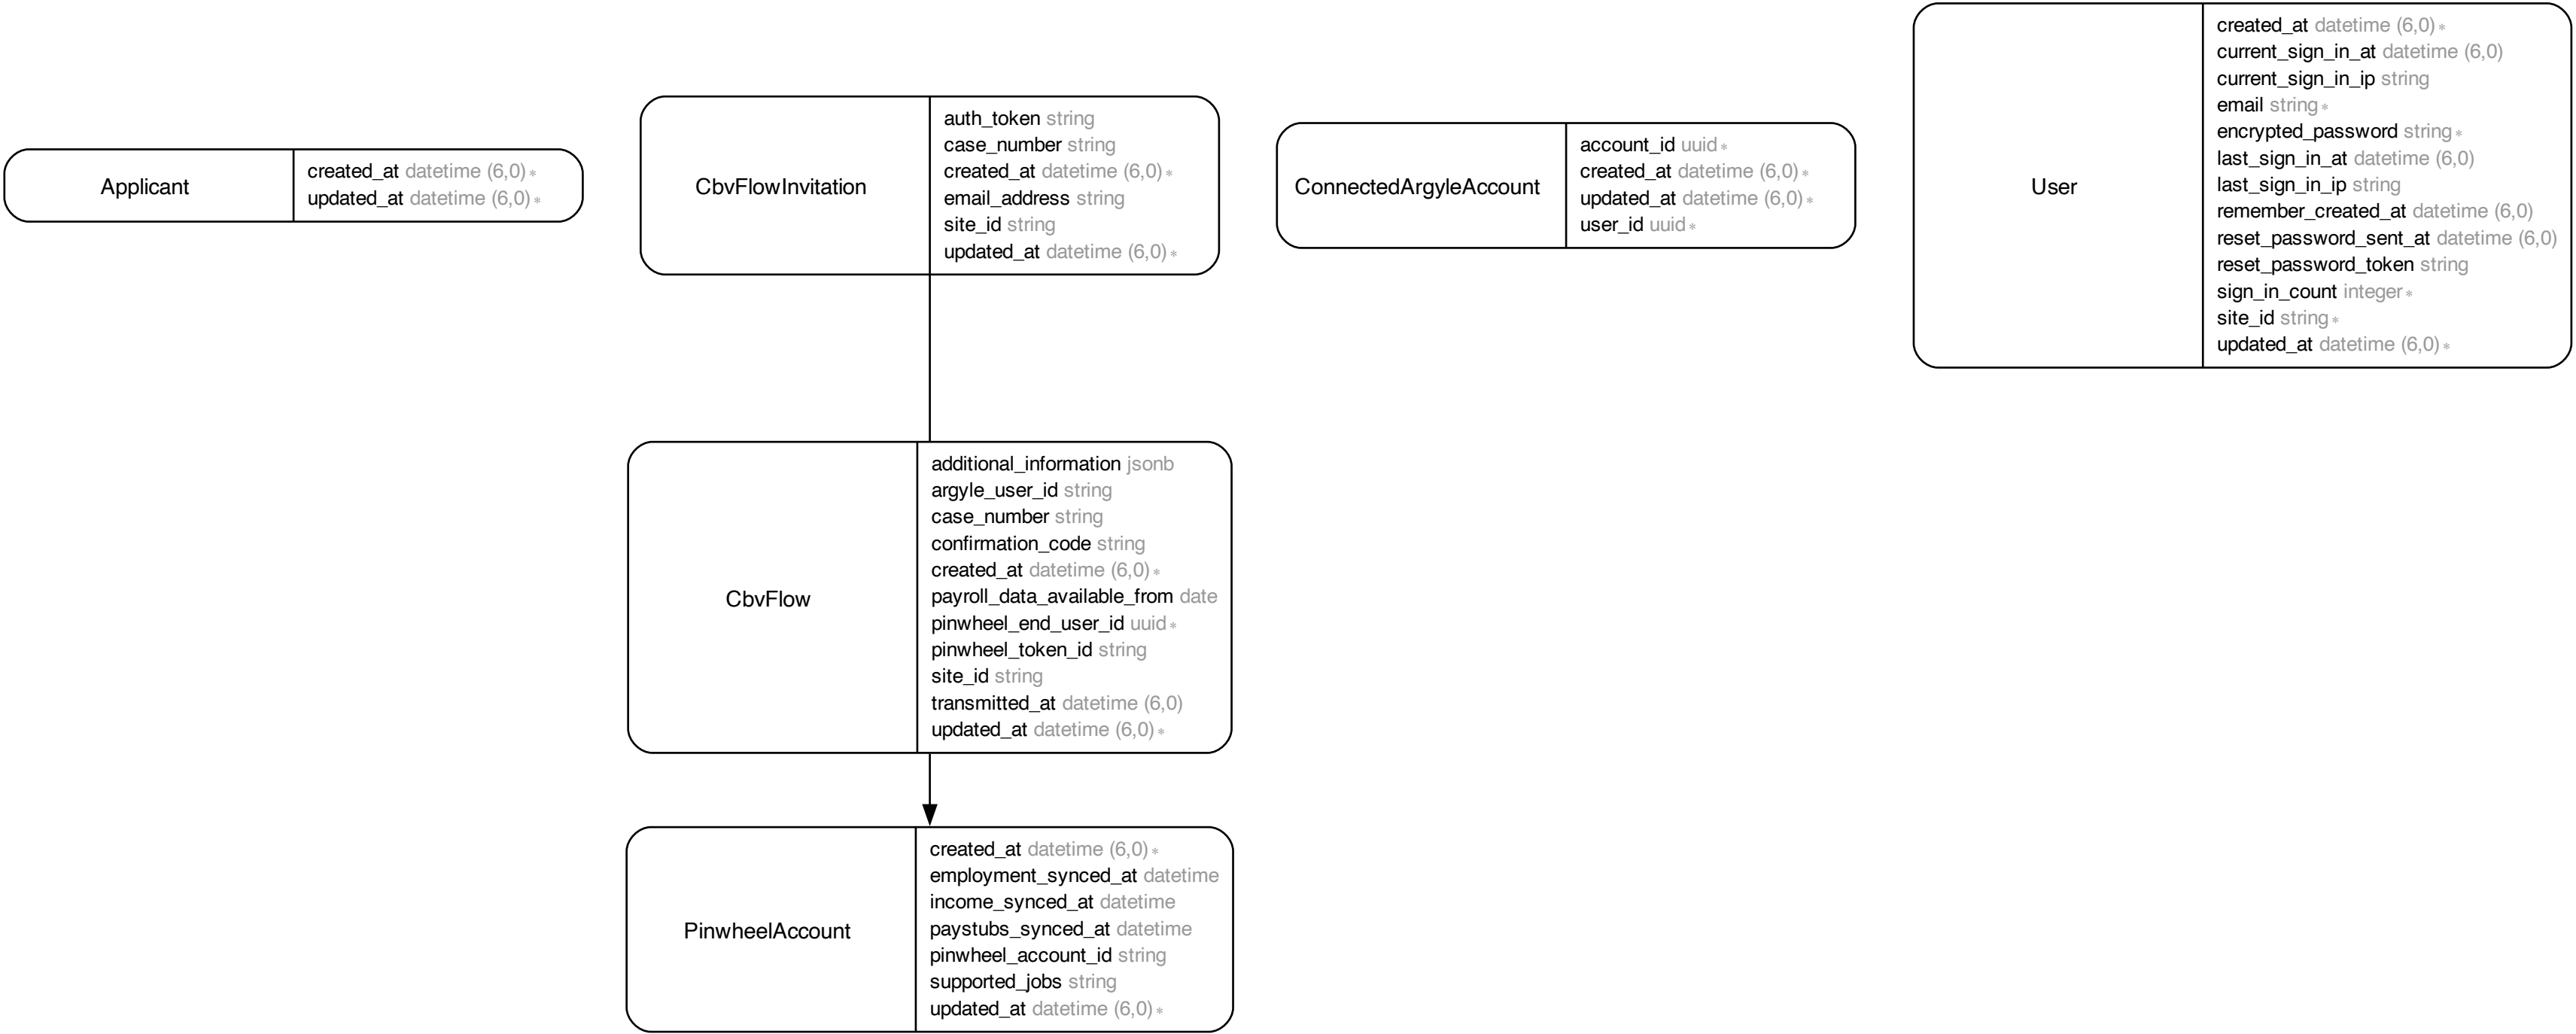 Applicant
created_at datetime (6,0) *
updated_at datetime (6,0) *
CbvFlowInvitation
auth_token string
case_number string
created_at datetime (6,0) *
email_address string
site_id string
updated_at datetime (6,0) *
ConnectedArgyleAccount
account_id uuid *
created_at datetime (6,0) *
updated_at datetime (6,0) *
user_id uuid *
User
created_at datetime (6,0) *
current_sign_in_at datetime (6,0)
current_sign_in_ip string
email string *
encrypted_password string *
last_sign_in_at datetime (6,0)
last_sign_in_ip string
remember_created_at datetime (6,0)
reset_password_sent_at datetime (6,0)
reset_password_token string
sign_in_count integer *
site_id string *
updated_at datetime (6,0) *
CbvFlow
additional_information jsonb
argyle_user_id string
case_number string
confirmation_code string
created_at datetime (6,0) *
payroll_data_available_from date
pinwheel_end_user_id uuid *
pinwheel_token_id string
site_id string
transmitted_at datetime (6,0)
updated_at datetime (6,0) *
PinwheelAccount
created_at datetime (6,0) *
employment_synced_at datetime
income_synced_at datetime
paystubs_synced_at datetime
pinwheel_account_id string
supported_jobs string
updated_at datetime (6,0) *